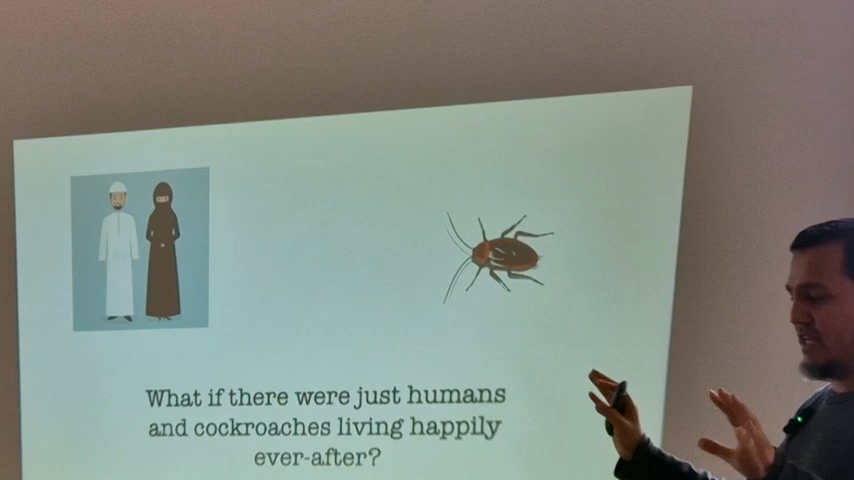 What if there were just humans
and cockroaches living happily
ever-after?